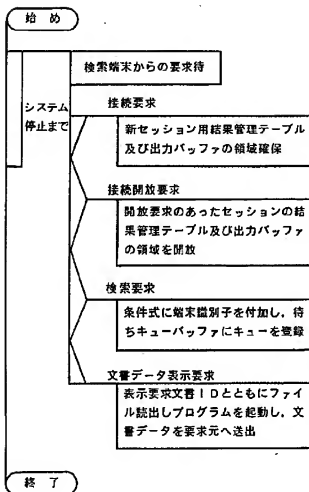 始め
検索端末からの要求待
システム
停止まで
接続要求
新セッション用結果管理テーブル
及び出力バッファの領域確保
接続開放要求
開放要求のあったセッションの結
果管理テーブル及び出力バッファ
の領域を開放
検索要求
条件式に端末識別子を付加し，待
ちキューバッファにキューを登録
文書データ表示要求
表示要求文書IDとともにファイ
ル読出しプログラムを起動し，文
書データを要求元へ送出
終了